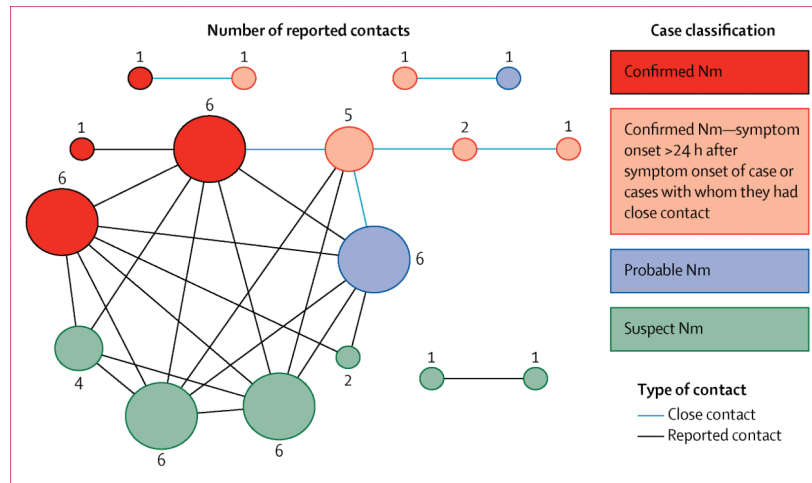 Number of reported contacts
Case classification
1
1
1
1
Confirmed Nm
6
5
1
2
1
Confirmed Nm—symptom
onset >24 h after
symptom onset of case or
cases with whom they had
close contact
6
6
Probable Nm
Suspect Nm
1
1
4
2
Type of contact
Close contact
Reported contact
6
6